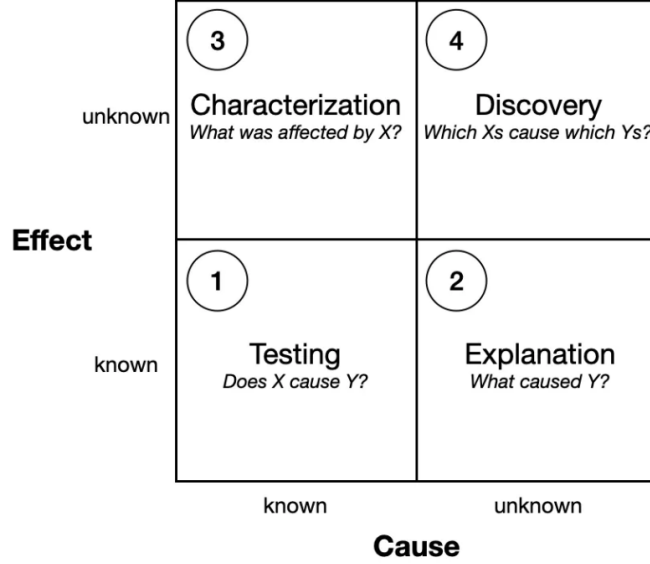 3
4
Characterization
Discovery
unknown
What was affected by X?
Which Xs cause which Ys?
Effect
1
2
Testing
Explanation
known
Does X cause Y?
What caused Y?
known
unknown
Cause